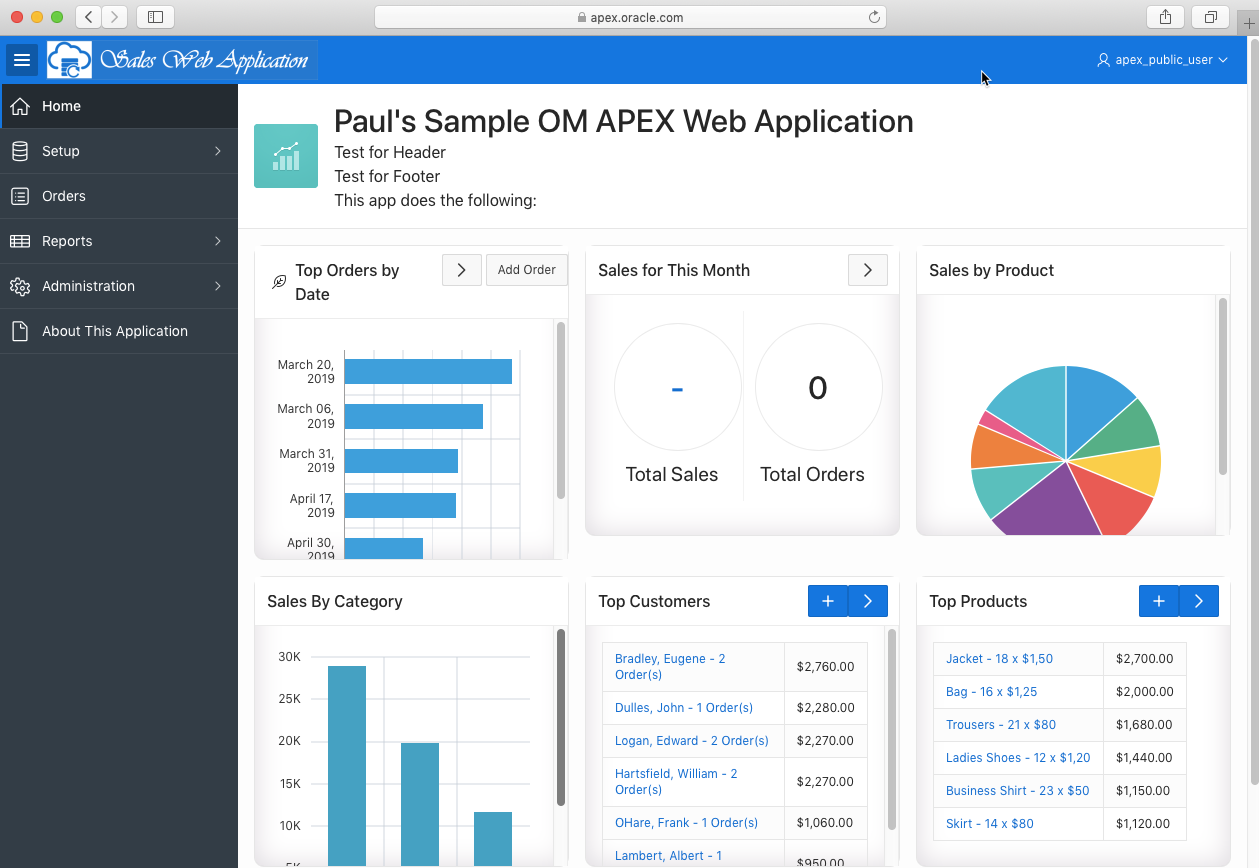 apex.oracle.com
Sales Web Application
apex_public_user
Home
Setup
Orders
Reports
Administration
About This Application
Paul's Sample OM APEX Web Application
Test for Header
Test for Footer
This app does the following:
Top Orders by
Date
Add Order
March 20,
2019
March 06,
2019
March 31,
2019
April 17,
2019
April 30,
2019
Sales for This Month
-
Total Sales
0
Total Orders
Sales by Product
Sales By Category
30K
25K
20K
15K
10K
5K
Top Customers
+
Bradley, Eugene - 2
Order(s)
$2,760.00
Dulles, John - 1 Order(s) $2,280.00
Logan, Edward - 2 Order(s) $2,270.00
Hartsfield, William - 2
Order(s)
$2,270.00
OHare, Frank - 1 Order(s) $1,060.00
Lambert, Albert - 1
$950.00
Top Products
+
Jacket - 18 x $1,50 $2,700.00
Bag - 16 x $1,25 $2,000.00
Trousers - 21 x $80 $1,680.00
Ladies Shoes - 12 x $1,20 $1,440.00
Business Shirt - 23 x $50 $1,150.00
Skirt - 14 x $80 $1,120.00